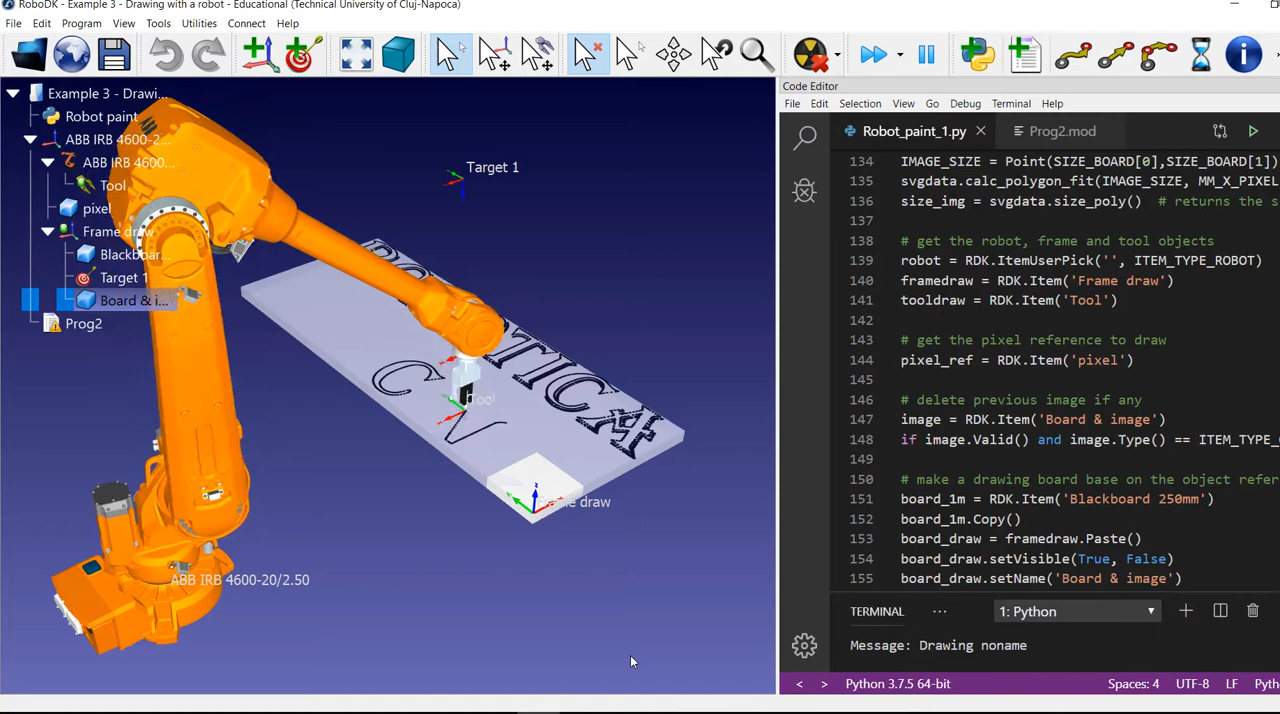 RoboDK - Example 3 - Drawing with a robot - Educational (Technical University of Cluj-Napoca)
File Edit Program View Tools Utilities Connect Help
Example 3 - Drawi...
Robot paint
ABB IRB 4600-2...
ABB IRB 4600...
Tool
pixel
Frame draw
Blackboar...
Target 1
Board & i...
Prog2
Target 1
Tool
ABB IRB 4600-20/2.50
Code Editor
File Edit Selection View Go Debug Terminal Help
Robot_paint_1.py
Prog2.mod
134 IMAGE_SIZE = Point(SIZE_BOARD[0],SIZE_BOARD[1])
135 svgdata.calc_polygon_fit(IMAGE_SIZE, MM_X_PIXEL
136 size_img = svgdata.size_poly() # returns the s
137
138 # get the robot, frame and tool objects
139 robot = RDK.ItemUserPick('', ITEM_TYPE_ROBOT)
140 framedraw = RDK.Item('Frame draw')
141 tooldraw = RDK.Item('Tool')
142
143 # get the pixel reference to draw
144 pixel_ref = RDK.Item('pixel')
145
146 # delete previous image if any
147 image = RDK.Item('Board & image')
148 if image.Valid() and image.Type() == ITEM_TYPE_
149
150 # make a drawing board base on the object refer
151 board_1m = RDK.Item('Blackboard 250mm')
152 board_1m.Copy()
153 board_draw = framedraw.Paste()
154 board_draw.setVisible(True, False)
155 board_draw.setName('Board & image')
TERMINAL ... 1: Python
Message: Drawing noname
< > Python 3.7.5 64-bit Spaces: 4 UTF-8 LF Pyth